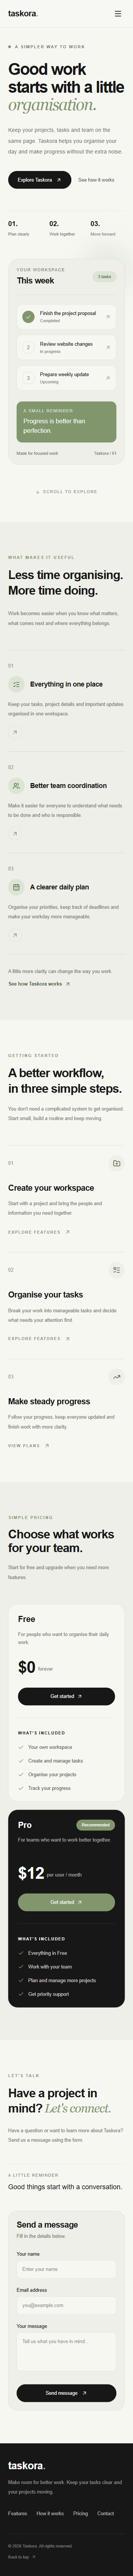 taskora.
A SIMPLER WAY TO WORK
Good work
starts with a little
organisation.
Keep your projects, tasks and team on the
same page. Taskora helps you organise your
day and make progress without the extra noise.
Explore Taskora
See how it works
01.
02.
03.
Plan clearly
Work together
Move forward
YOUR WORKSPACE
This week
3 tasks
Finish the project proposal
Completed
2
Review website changes
In progress
3
Prepare weekly update
Upcoming
A SMALL REMINDER
Progress is better than
perfection.
Made for focused work
Taskora / 01
SCROLL TO EXPLORE
WHAT MAKES IT USEFUL
Less time organising.
More time doing.
Work becomes easier when you know what matters,
what comes next and where everything belongs.
01
Everything in one place
Keep your tasks, project details and important updates
organised in one workspace.
02
Better team coordination
Make it easier for everyone to understand what needs
to be done and who is responsible.
03
A clearer daily plan
Organise your priorities, keep track of deadlines and
make your workday more manageable.
A little more clarity can change the way you work.
See how Taskora works
GETTING STARTED
A better workflow,
in three simple steps.
You don't need a complicated system to get organised.
Start small, build a routine and keep moving.
01
Create your workspace
Start with a project and bring the people and
information you need together.
EXPLORE FEATURES
02
Organise your tasks
Break your work into manageable tasks and decide
what needs your attention first.
EXPLORE FEATURES
03
Make steady progress
Follow your progress, keep everyone updated and
finish work with more clarity.
VIEW PLANS
SIMPLE PRICING
Choose what works
for your team.
Start for free and upgrade when you need more
features.
Free
For people who want to organise their daily
work.
$0 forever
Get started
WHAT'S INCLUDED
Your own workspace
Create and manage tasks
Organise your projects
Track your progress
Pro
Recommended
For teams who want to work better together.
$12 per user / month
Get started
WHAT'S INCLUDED
Everything in Free
Work with your team
Plan and manage more projects
Get priority support
LET'S TALK
Have a project in
mind? Let's connect.
Have a question or want to learn more about Taskora?
Send us a message using the form.
A LITTLE REMINDER
Good things start with a conversation.
Send a message
Fill in the details below.
Your name
Enter your name
Email address
you@example.com
Your message
Tell us what you have in mind...
Send message
taskora.
Make room for better work. Keep your tasks clear and
your projects moving.
Features
How it works
Pricing
Contact
© 2026 Taskora. All rights reserved.
Back to top